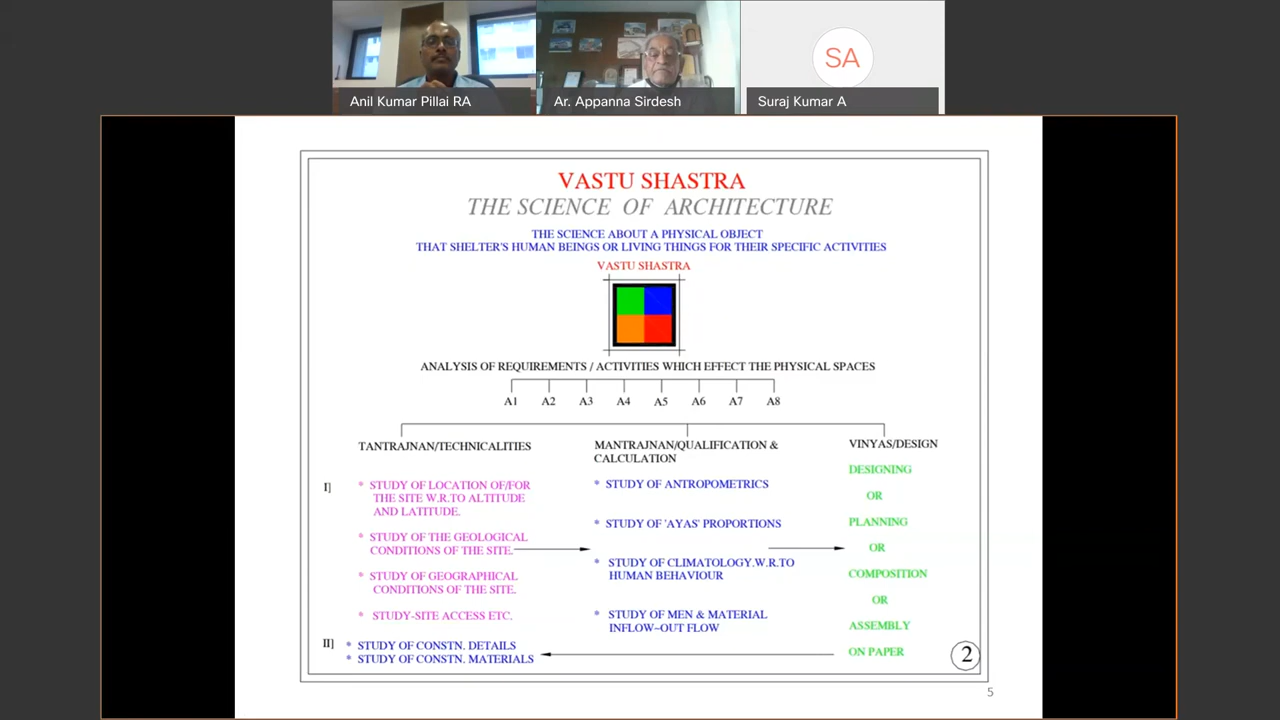 Anil Kumar Pillai RA
Ar. Appanna Sirdesh
SA
Suraj Kumar A
VASTU SHASTRA
THE SCIENCE OF ARCHITECTURE
THE SCIENCE ABOUT A PHYSICAL OBJECT
THAT SHELTER'S HUMAN BEINGS OR LIVING THINGS FOR THEIR SPECIFIC ACTIVITIES
VASTU SHASTRA
ANALYSIS OF REQUIREMENTS / ACTIVITIES WHICH EFFECT THE PHYSICAL SPACES
A1 A2 A3 A4 A5 A6 A7 A8
TANTRAJNAN/TECHNICALITIES
I]
* STUDY OF LOCATION OF/FOR
THE SITE W.R.TO ALTITUDE
AND LATITUDE.
* STUDY OF THE GEOLOGICAL
CONDITIONS OF THE SITE.
* STUDY OF GEOGRAPHICAL
CONDITIONS OF THE SITE.
* STUDY-SITE ACCESS ETC.
II]
* STUDY OF CONSTN. DETAILS
* STUDY OF CONSTN. MATERIALS
MANTRAJNAN/QUALIFICATION &
CALCULATION
* STUDY OF ANTROPOMETRICS
* STUDY OF 'AYAS' PROPORTIONS
* STUDY OF CLIMATOLOGY.W.R.TO
HUMAN BEHAVIOUR
* STUDY OF MEN & MATERIAL
INFLOW-OUT FLOW
VINYAS/DESIGN
DESIGNING
OR
PLANNING
OR
COMPOSITION
OR
ASSEMBLY
ON PAPER
2
5